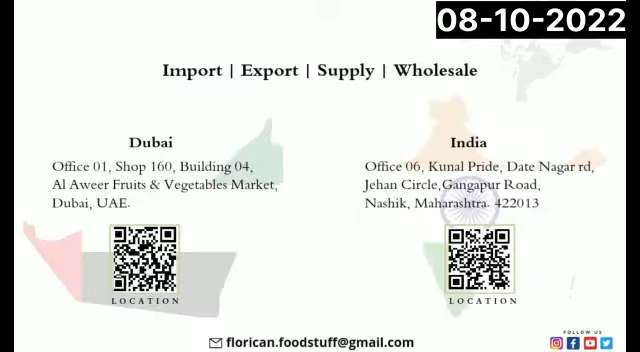 08-10-2022
Import | Export | Supply | Wholesale
Dubai
Office 01, Shop 160, Building 04,
Al Aweer Fruits & Vegetables Market,
Dubai, UAE.
LOCATION
India
Office 06, Kunal Pride, Date Nagar rd,
Jehan Circle,Gangapur Road,
Nashik, Maharashtra. 422013
LOCATION
florican.foodstuff@gmail.com
FOLLOW US